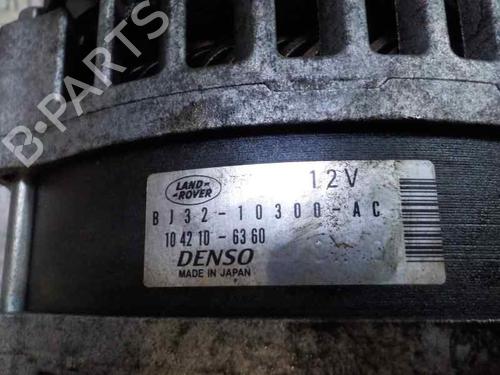 B-PARTS
LAND-
ROVER
12V
BJ32-10300-AC
104210-6360
DENSO
MADE IN JAPAN